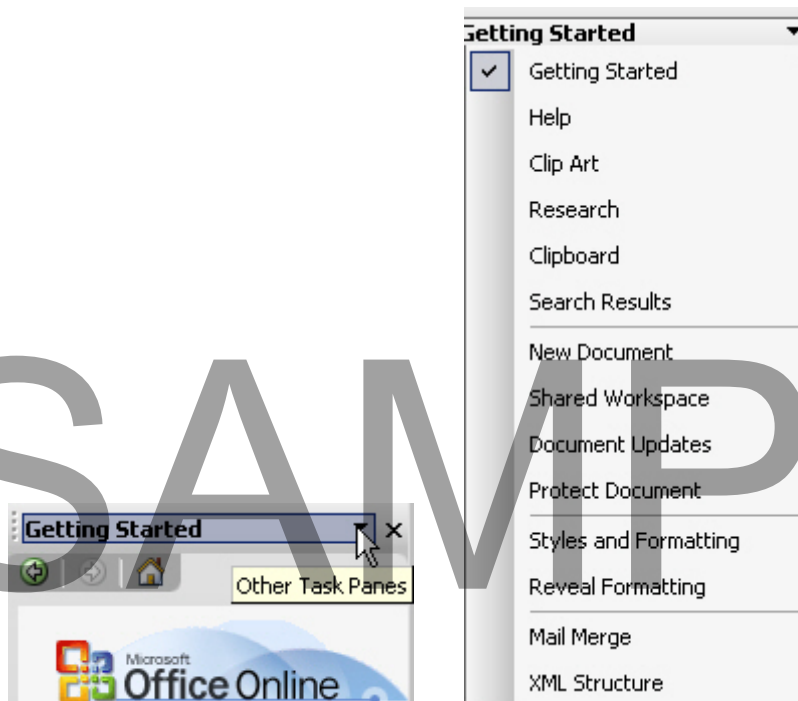 Getting Started
Getting Started
Help
Clip Art
Research
Clipboard
Search Results
New Document
Shared Workspace
Document Updates
Protect Document
Styles and Formatting
Reveal Formatting
Mail Merge
XML Structure
Getting Started
Other Task Panes
Microsoft
Office Online
SAMP